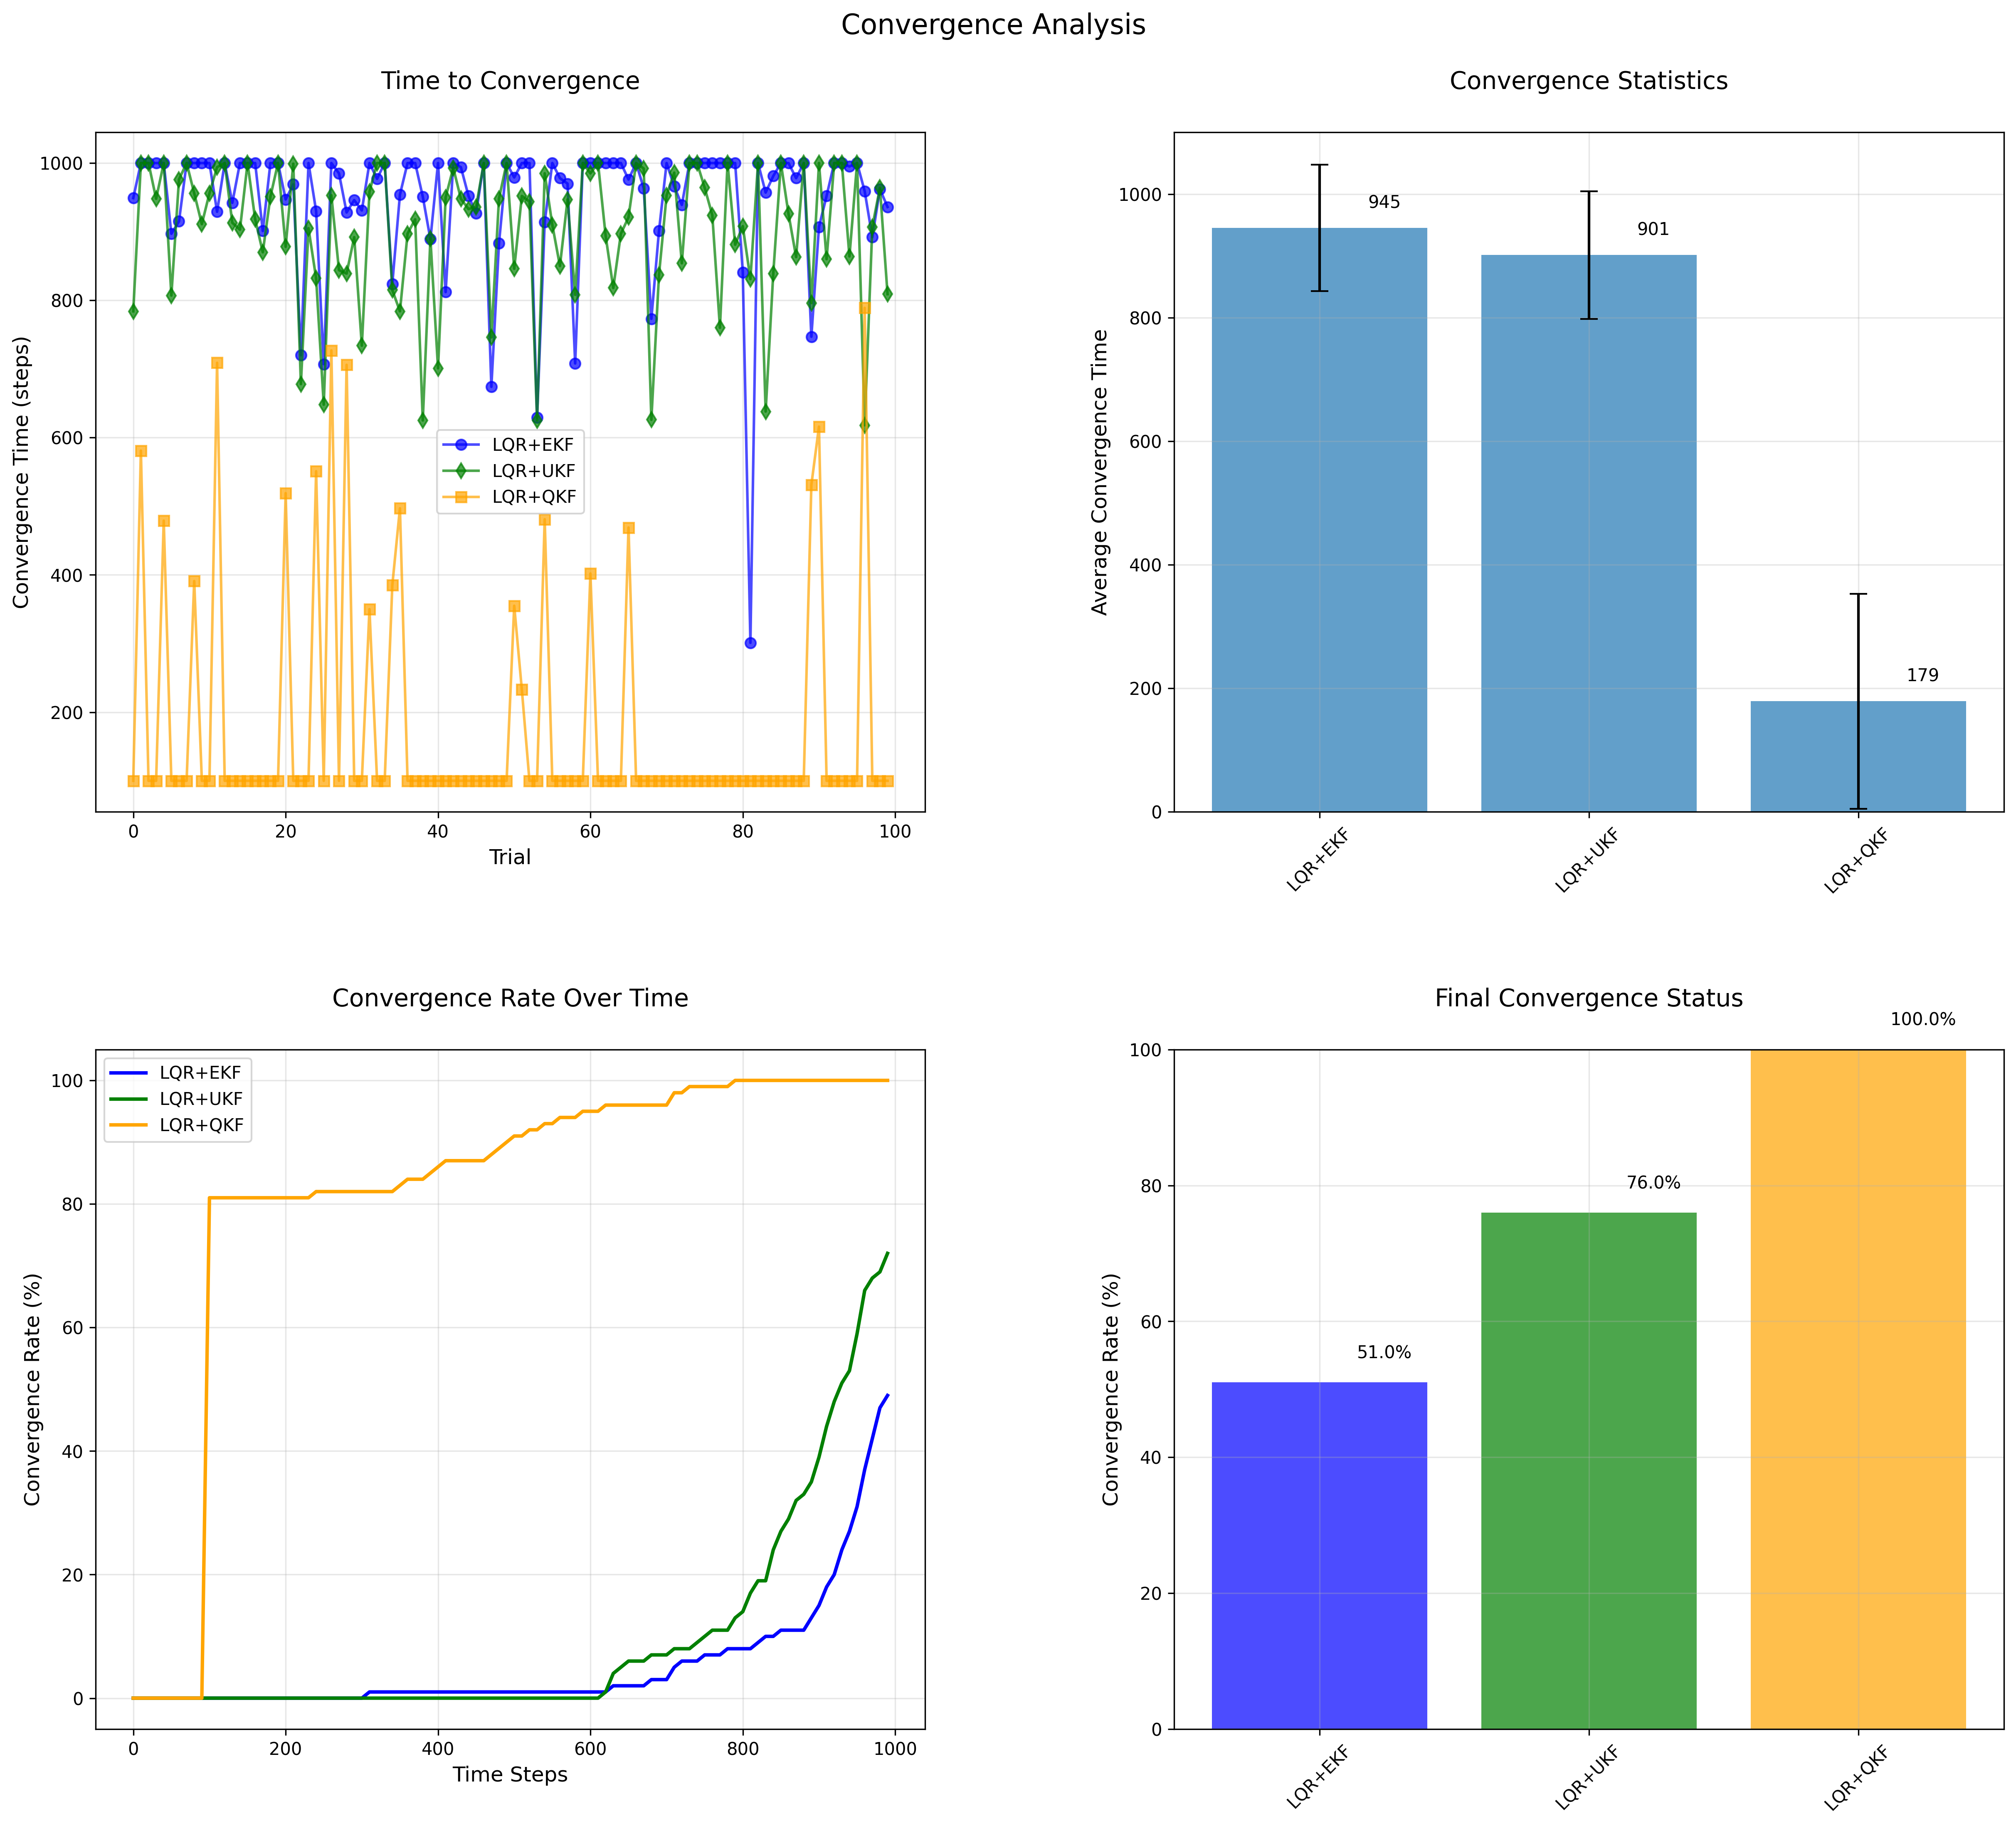 Convergence Analysis
Time to Convergence
Convergence Time (steps)
1000
800
600
400
200
LQR+EKF
LQR+UKF
LQR+QKF
0
20
40
60
80
100
Trial
Convergence Statistics
Average Convergence Time
1000
800
600
400
200
0
945
901
179
LQR+EKF
LQR+UKF
LQR+QKF
Convergence Rate Over Time
Convergence Rate (%)
100
80
60
40
20
0
LQR+EKF
LQR+UKF
LQR+QKF
0
200
400
600
800
1000
Time Steps
Final Convergence Status
Convergence Rate (%)
100
80
60
40
20
0
51.0%
76.0%
100.0%
LQR+EKF
LQR+UKF
LQR+QKF